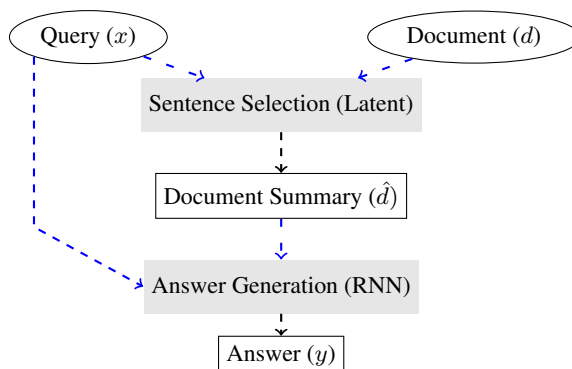 Query (x)
Document (d)
Sentence Selection (Latent)
Document Summary (d̂)
Answer Generation (RNN)
Answer (y)